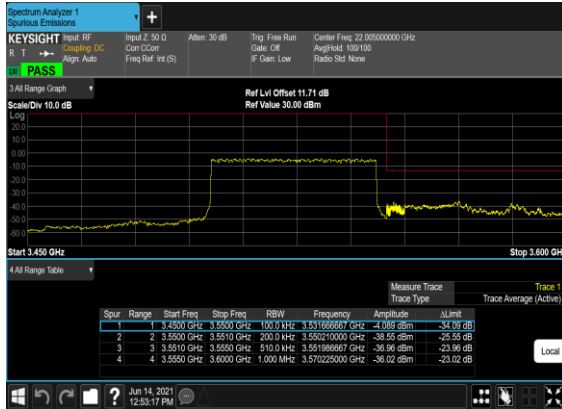 Spectrum Analyzer 1
Spurious Emissions
+
KEYSIGHT Input: RF Input Z: 50 Ω Atten: 30 dB Trig: Free Run Center Freq: 22.005000000 GHz
R T Coupling: DC Corr CCorr Gate: Off Avg|Hold: 100/100
Align: Auto Freq Ref: Int (S) IF Gain: Low Radio Std: None
PASS
3 All Range Graph
Ref Lvl Offset 11.71 dB
Scale/Div 10.0 dB Ref Value 30.00 dBm
Log
20.0
10.0
0.00
-10.0
-20.0
-30.0
-40.0
-50.0
-60.0
Start 3.450 GHz Stop 3.600 GH
4 All Range Table
Measure Trace Trace 1
Trace Type Trace Average (Active)
Spur Range Start Freq Stop Freq RBW Frequency Amplitude ΔLimit
1 1 3.4500 GHz 3.5500 GHz 100.0 kHz 3.531666667 GHz -4.089 dBm -34.09 dB
2 2 3.5500 GHz 3.5510 GHz 200.0 kHz 3.550210000 GHz -38.55 dBm -25.55 dB
3 3 3.5510 GHz 3.5550 GHz 510.0 kHz 3.551986667 GHz -36.96 dBm -23.96 dB
4 4 3.5550 GHz 3.6000 GHz 1.000 MHz 3.570225000 GHz -36.02 dBm -23.02 dB
Local
?
Jun 14, 2021
12:53:17 PM